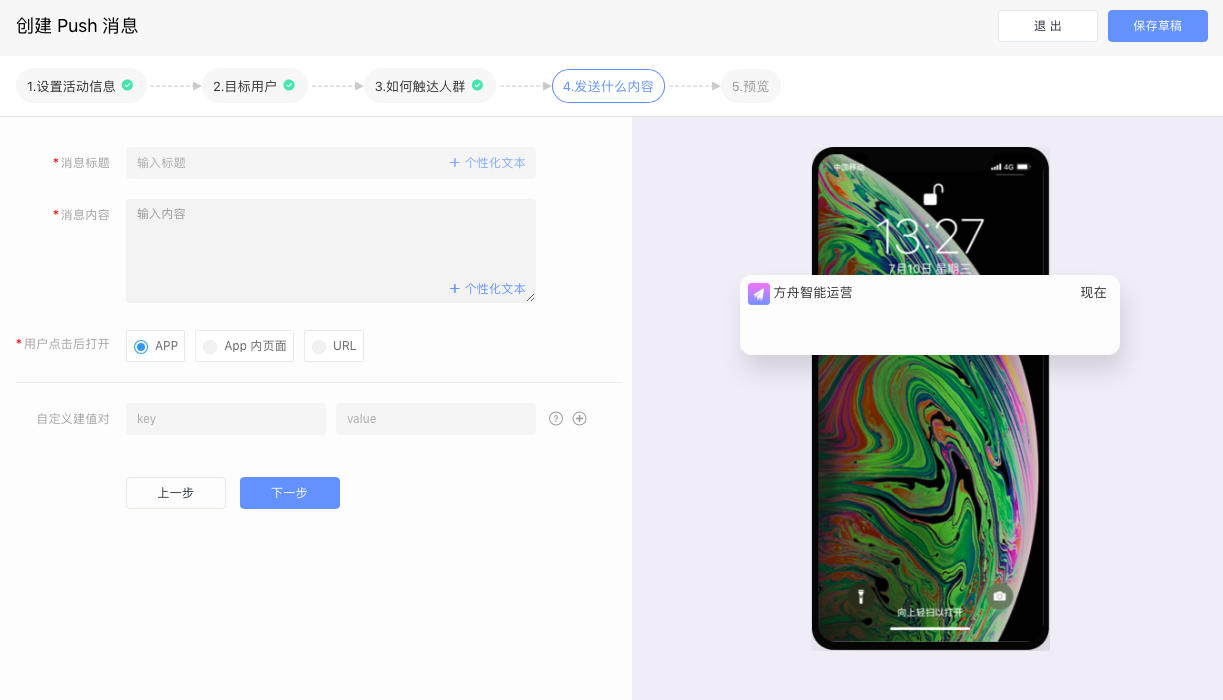 创建 Push 消息
退 出
保存草稿
1.设置活动信息
2.目标用户
3.如何触达人群
4.发送什么内容
5.预览
*消息标题
输入标题
+ 个性化文本
*消息内容
输入内容
+ 个性化文本
*用户点击后打开
APP
App 内页面
URL
自定义建值对
key
value
?
上一步
下一步
中国移动
4G
13:27
7月10日 星期三
方舟智能运营
现在
向上轻扫以打开